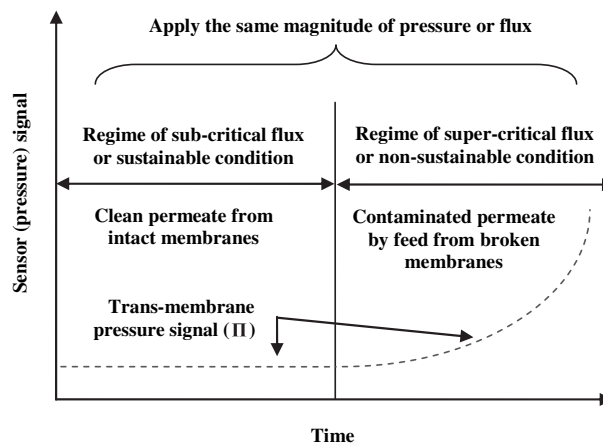 Apply the same magnitude of pressure or flux
Regime of sub-critical flux
or sustainable condition
Regime of super-critical flux
or non-sustainable condition
Clean permeate from
intact membranes
Contaminated permeate
by feed from broken
membranes
Trans-membrane
pressure signal (Π)
Sensor (pressure) signal
Time